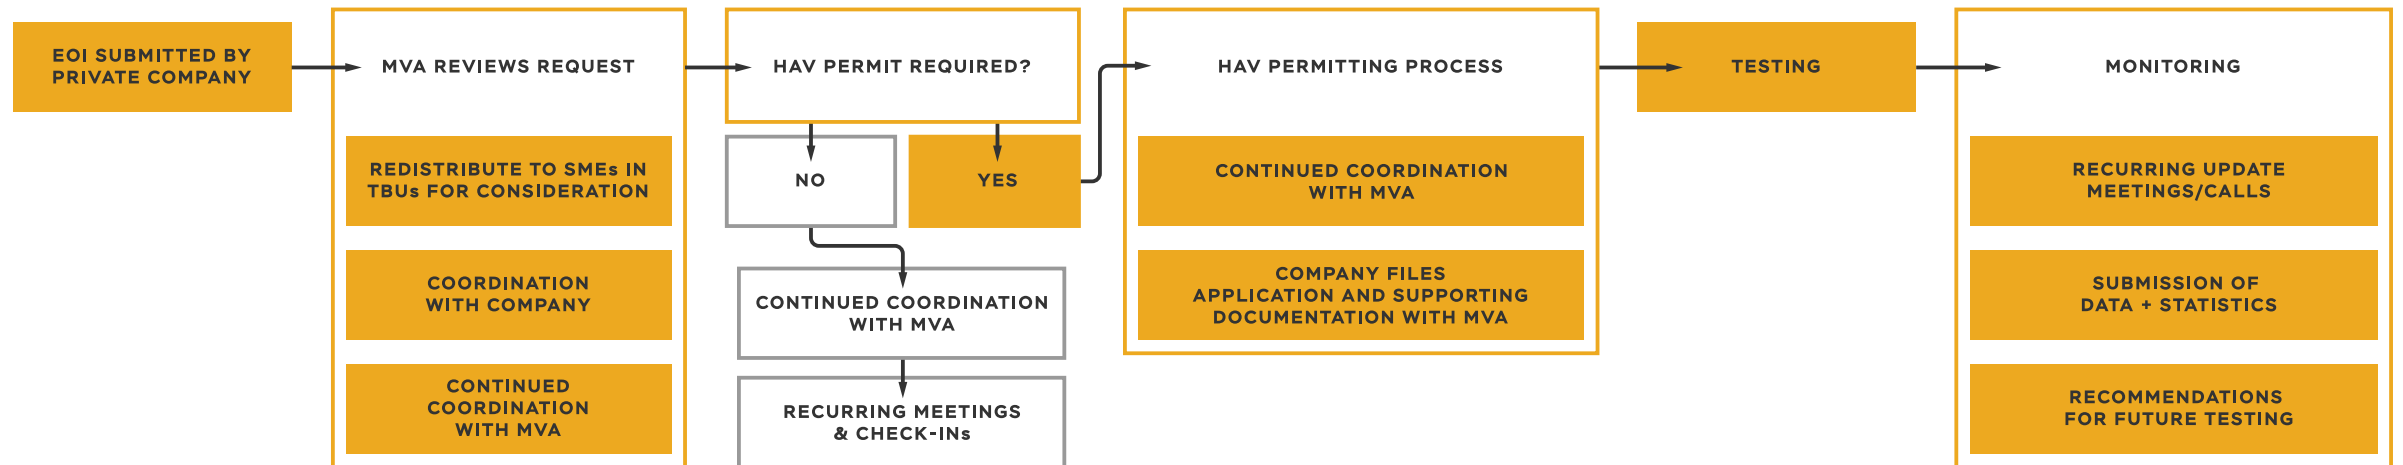 EOI SUBMITTED BY
PRIVATE COMPANY
MVA REVIEWS REQUEST
REDISTRIBUTE TO SMEs IN
TBUs FOR CONSIDERATION
COORDINATION
WITH COMPANY
CONTINUED
COORDINATION
WITH MVA
HAV PERMIT REQUIRED?
NO
YES
CONTINUED COORDINATION
WITH MVA
RECURRING MEETINGS
& CHECK-INs
HAV PERMITTING PROCESS
CONTINUED COORDINATION
WITH MVA
COMPANY FILES
APPLICATION AND SUPPORTING
DOCUMENTATION WITH MVA
TESTING
MONITORING
RECURRING UPDATE
MEETINGS/CALLS
SUBMISSION OF
DATA + STATISTICS
RECOMMENDATIONS
FOR FUTURE TESTING